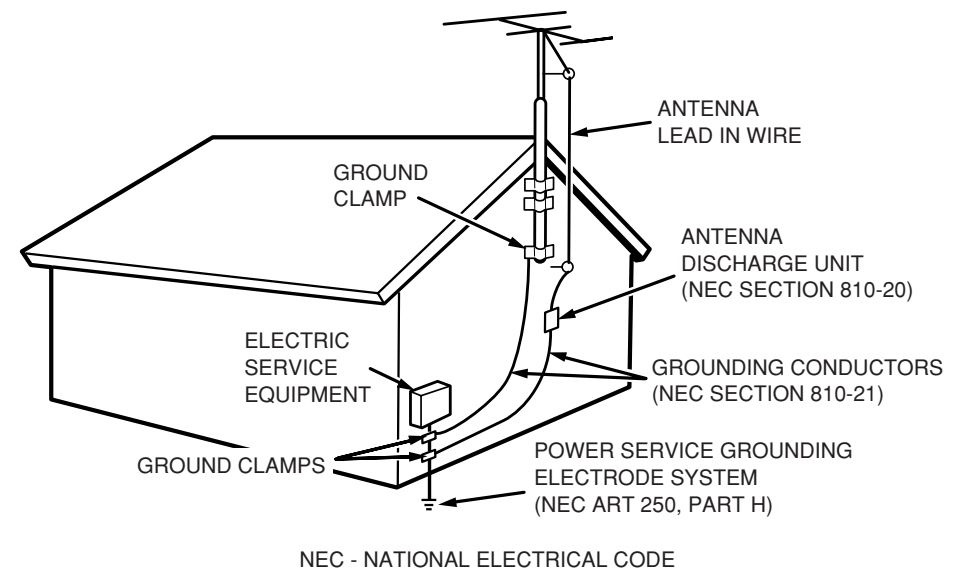 ANTENNA
LEAD IN WIRE
GROUND
CLAMP
ANTENNA
DISCHARGE UNIT
(NEC SECTION 810-20)
ELECTRIC
SERVICE
EQUIPMENT
GROUNDING CONDUCTORS
(NEC SECTION 810-21)
GROUND CLAMPS
POWER SERVICE GROUNDING
ELECTRODE SYSTEM
(NEC ART 250, PART H)
NEC - NATIONAL ELECTRICAL CODE